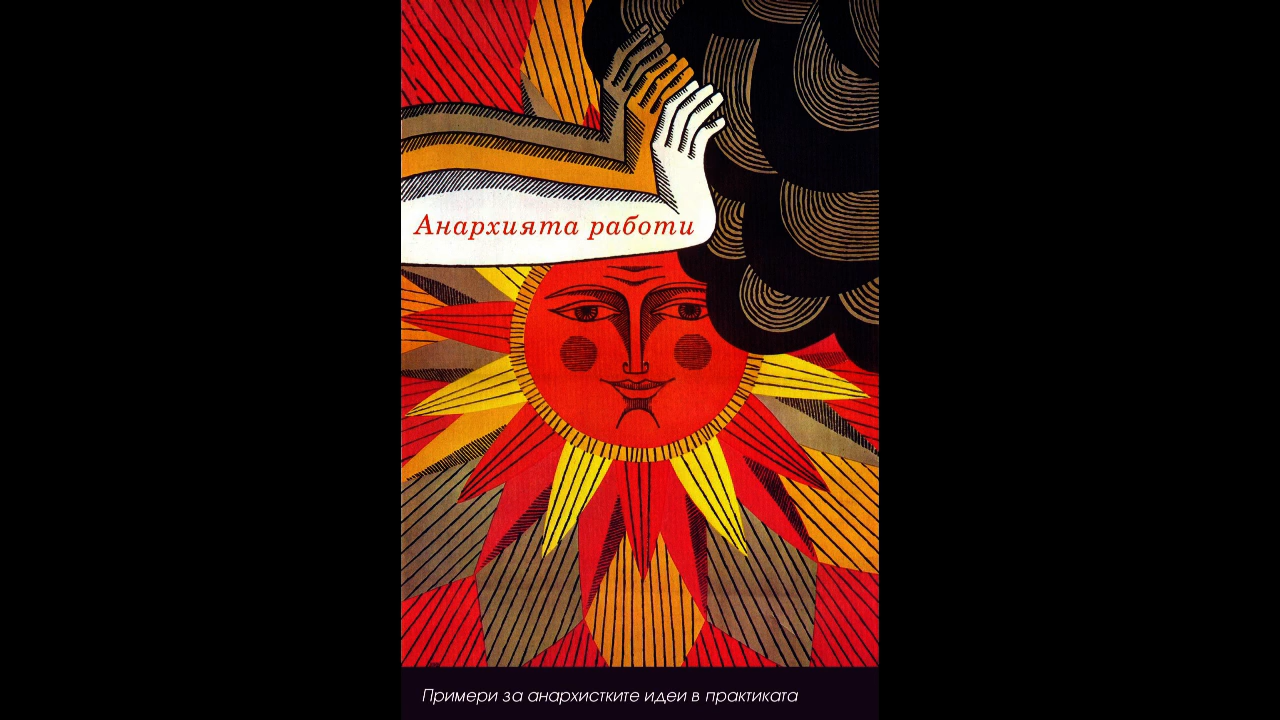 Анархията работи
Примери за анархистките идеи в практиката